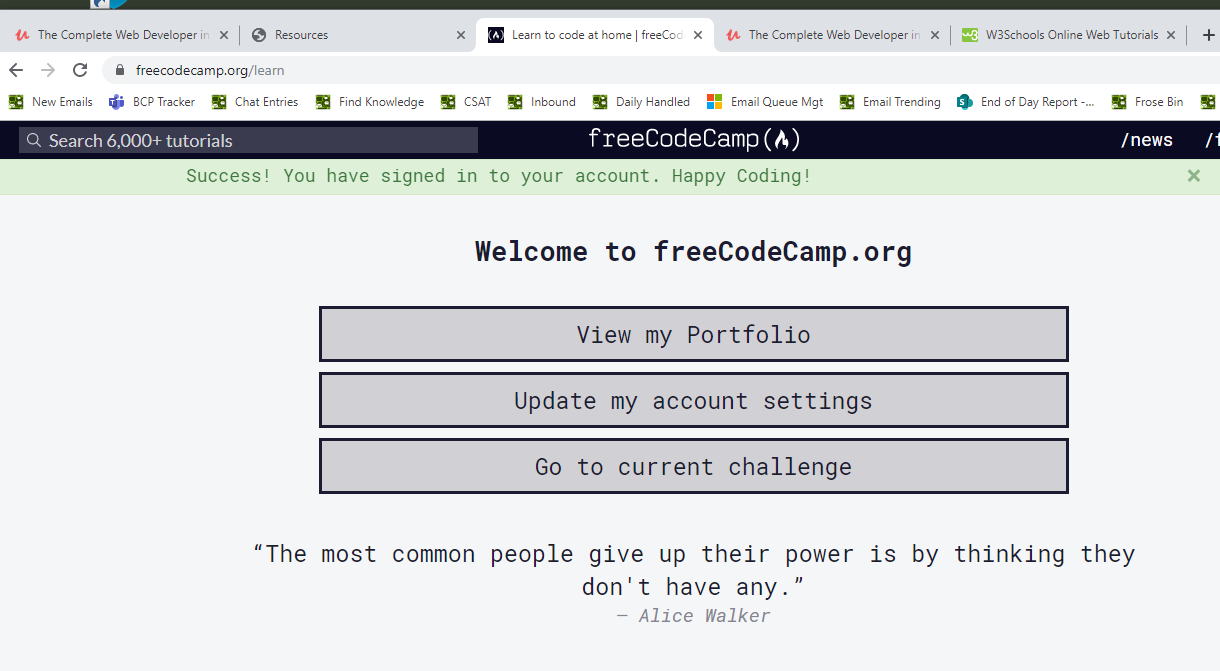 The Complete Web Developer in
Resources
Learn to code at home | freeCod
The Complete Web Developer in
W3Schools Online Web Tutorials
freecodecamp.org/learn
New Emails BCP Tracker Chat Entries Find Knowledge CSAT Inbound Daily Handled Email Queue Mgt Email Trending End of Day Report -... Frose Bin
Search 6,000+ tutorials freeCodeCamp /news
Success! You have signed in to your account. Happy Coding!
Welcome to freeCodeCamp.org
View my Portfolio
Update my account settings
Go to current challenge
“The most common people give up their power is by thinking they
don't have any.”
— Alice Walker